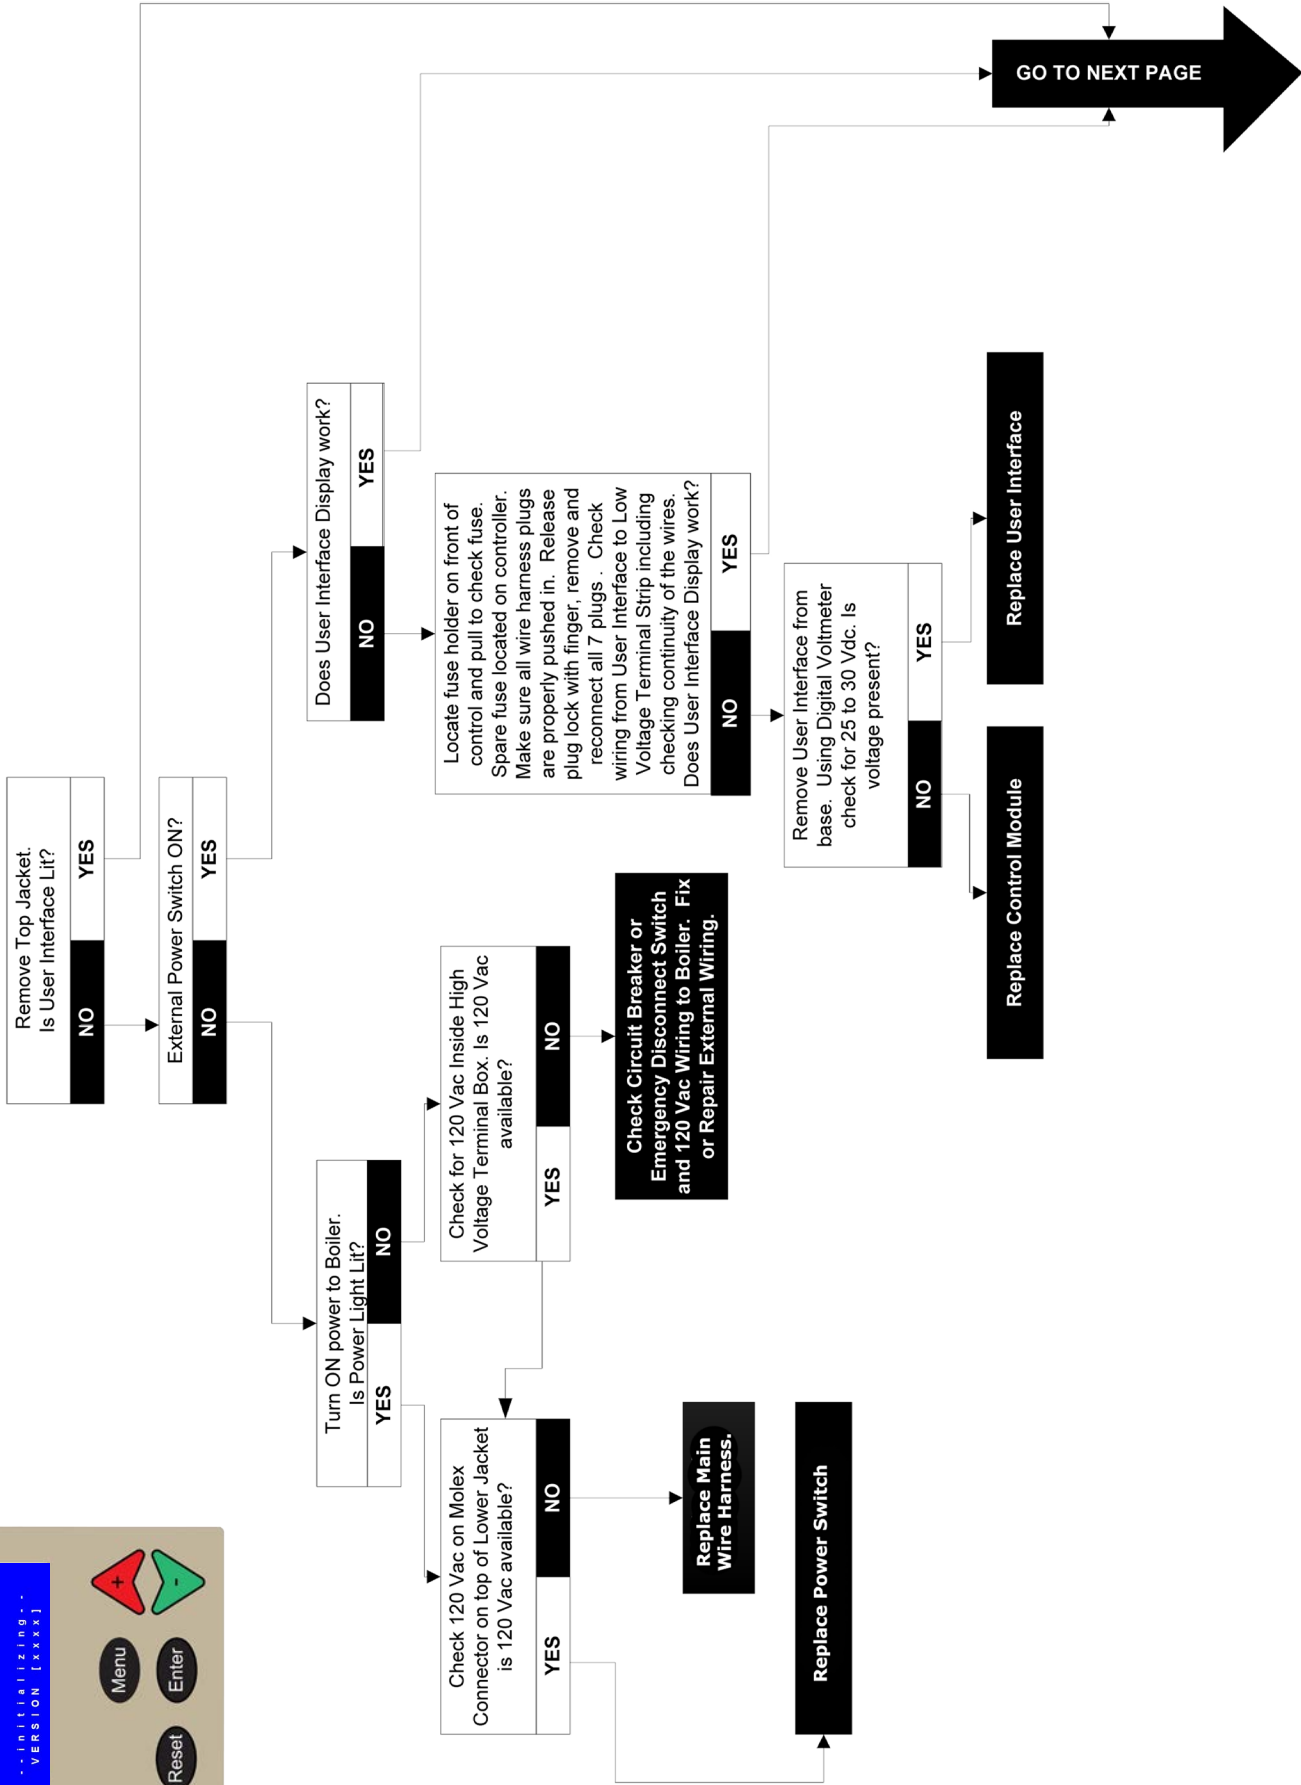 --initializing--
VERSION [xxxx]
Menu
Reset
Enter
+
-
Remove Top Jacket.
Is User Interface Lit?
NO
YES
External Power Switch ON?
NO
YES
Turn ON power to Boiler.
Is Power Light Lit?
YES
NO
Does User Interface Display work?
NO
YES
Check 120 Vac on Molex
Connector on top of Lower Jacket
is 120 Vac available?
YES
NO
Check for 120 Vac Inside High
Voltage Terminal Box. Is 120 Vac
available?
YES
NO
Locate fuse holder on front of
control and pull to check fuse.
Spare fuse located on controller.
Make sure all wire harness plugs
are properly pushed in. Release
plug lock with finger, remove and
reconnect all 7 plugs . Check
wiring from User Interface to Low
Voltage Terminal Strip including
checking continuity of the wires.
Does User Interface Display work?
NO
YES
Check Circuit Breaker or
Emergency Disconnect Switch
and 120 Vac Wiring to Boiler. Fix
or Repair External Wiring.
Replace Main
Wire Harness.
Replace Power Switch
Remove User Interface from
base. Using Digital Voltmeter
check for 25 to 30 Vdc. Is
voltage present?
NO
YES
Replace Control Module
Replace User Interface
GO TO NEXT PAGE